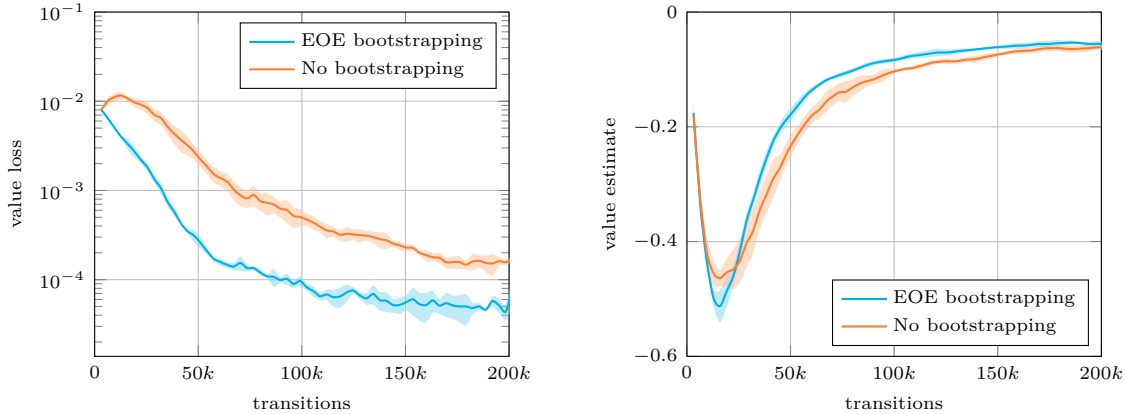 10⁻¹
10⁻²
10⁻³
10⁻⁴
value loss
EOE bootstrapping
No bootstrapping
0 50k 100k 150k 200k
transitions
0
−0.2
−0.4
−0.6
value estimate
EOE bootstrapping
No bootstrapping
0 50k 100k 150k 200k
transitions